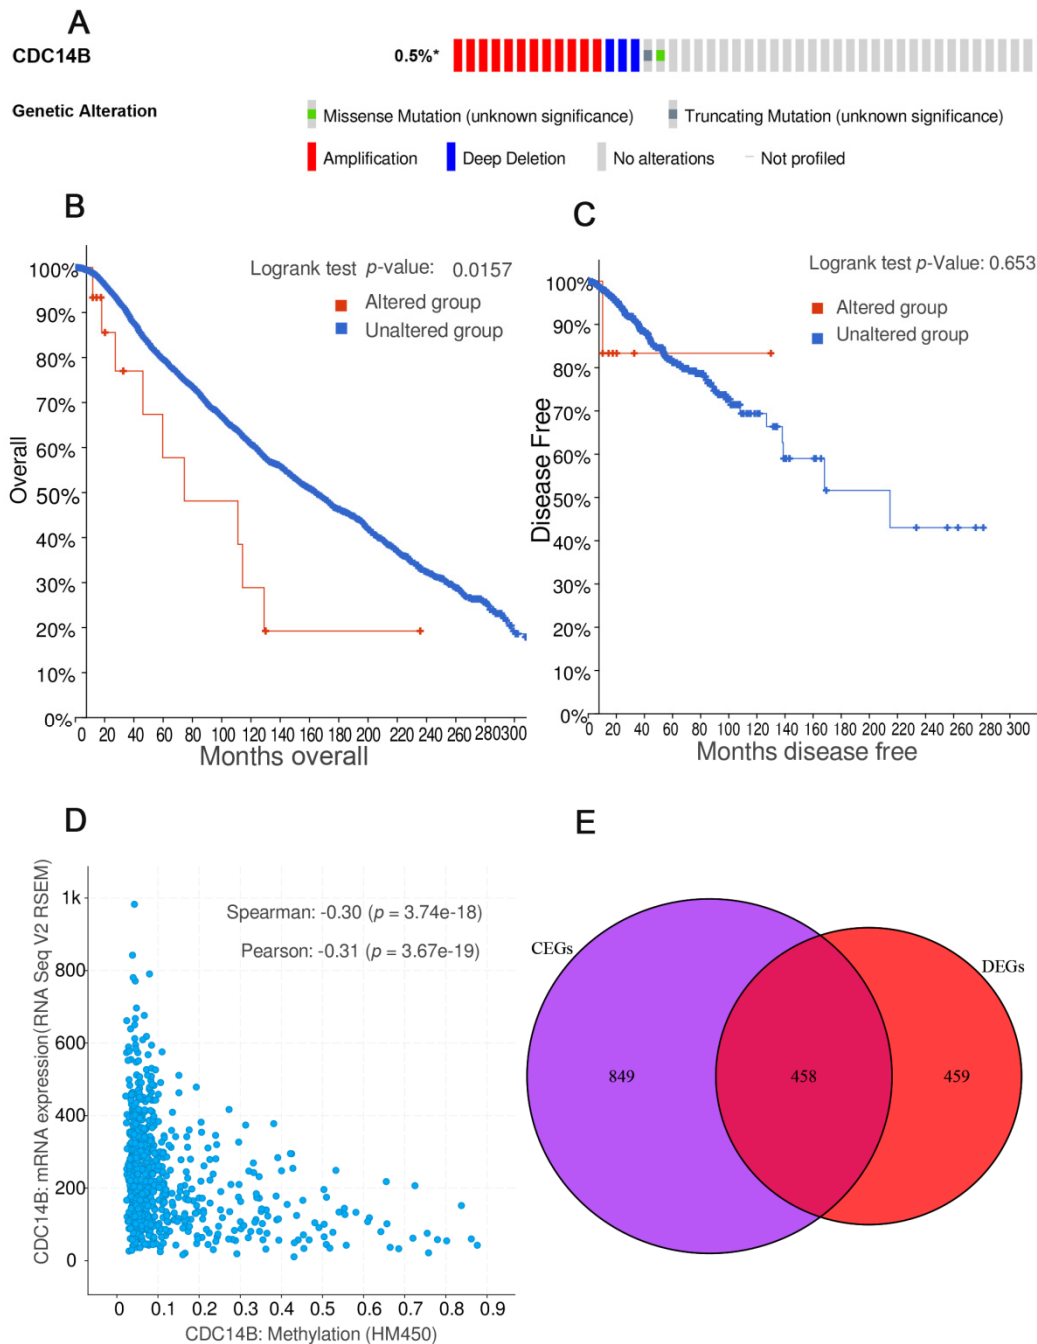 A
CDC14B
0.5%*
Genetic Alteration
Missense Mutation (unknown significance)
Truncating Mutation (unknown significance)
Amplification
Deep Deletion
No alterations
Not profiled
B
Logrank test p-value: 0.0157
Altered group
Unaltered group
100%
90%
80%
70%
60%
50%
40%
30%
20%
10%
0%
Overall
0 20 40 60 80 100 120 140 160 180 200 220 240 260 280 300
Months overall
C
Logrank test p-Value: 0.653
Altered group
Unaltered group
100%
90%
80%
70%
60%
50%
40%
30%
20%
10%
0%
Disease Free
0 20 40 60 80 100 120 140 160 180 200 220 240 260 280 300
Months disease free
D
Spearman: -0.30 (p = 3.74e-18)
Pearson: -0.31 (p = 3.67e-19)
1k
800
600
400
200
0
CDC14B: mRNA expression(RNA Seq V2 RSEM)
0 0.1 0.2 0.3 0.4 0.5 0.6 0.7 0.8 0.9
CDC14B: Methylation (HM450)
E
CEGs
DEGs
849
458
459